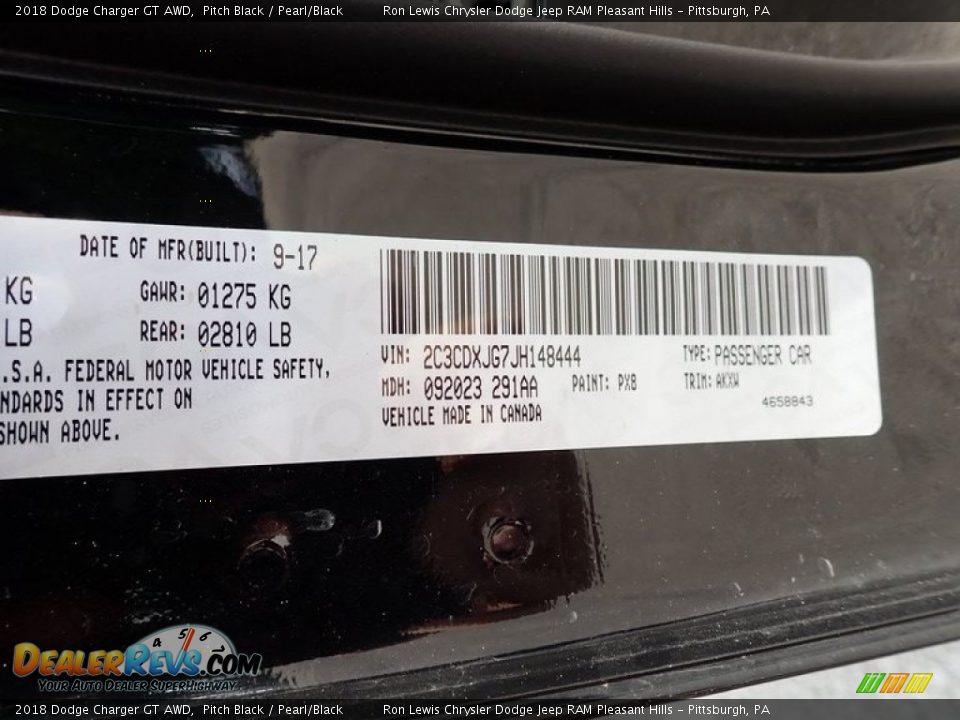 2018 Dodge Charger GT AWD, Pitch Black / Pearl/Black Ron Lewis Chrysler Dodge Jeep RAM Pleasant Hills - Pittsburgh, PA
DATE OF MFR(BUILT): 9-17
KG GAWR: 01275 KG
LB REAR: 02810 LB
.S.A. FEDERAL MOTOR VEHICLE SAFETY,
NDARDS IN EFFECT ON
SHOWN ABOVE.
VIN: 2C3CDXJG7JH148444 TYPE: PASSENGER CAR
MDH: 092023 291AA PAINT: PX8 TRIM: AKXW
VEHICLE MADE IN CANADA 4658843
4 5 6
DEALERREVS.COM
Your Auto Dealer SuperHighway
2018 Dodge Charger GT AWD, Pitch Black / Pearl/Black Ron Lewis Chrysler Dodge Jeep RAM Pleasant Hills - Pittsburgh, PA